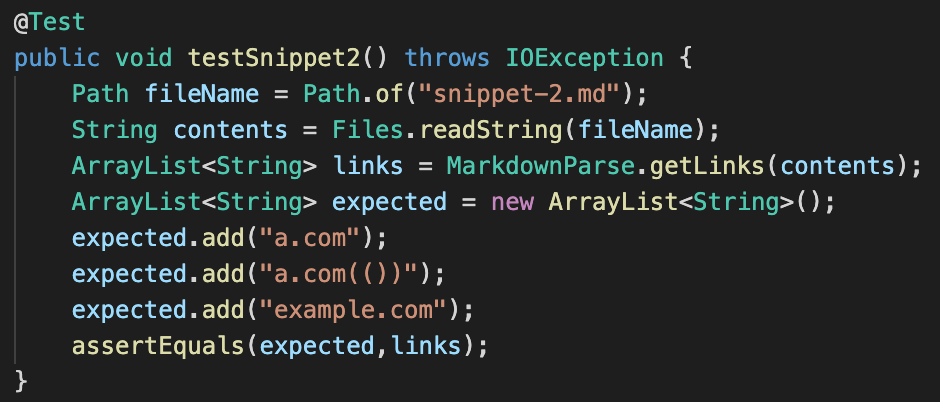 @Test
public void testSnippet2() throws IOException {
    Path fileName = Path.of("snippet-2.md");
    String contents = Files.readString(fileName);
    ArrayList<String> links = MarkdownParse.getLinks(contents);
    ArrayList<String> expected = new ArrayList<String>();
    expected.add("a.com");
    expected.add("a.com(())");
    expected.add("example.com");
    assertEquals(expected,links);
}